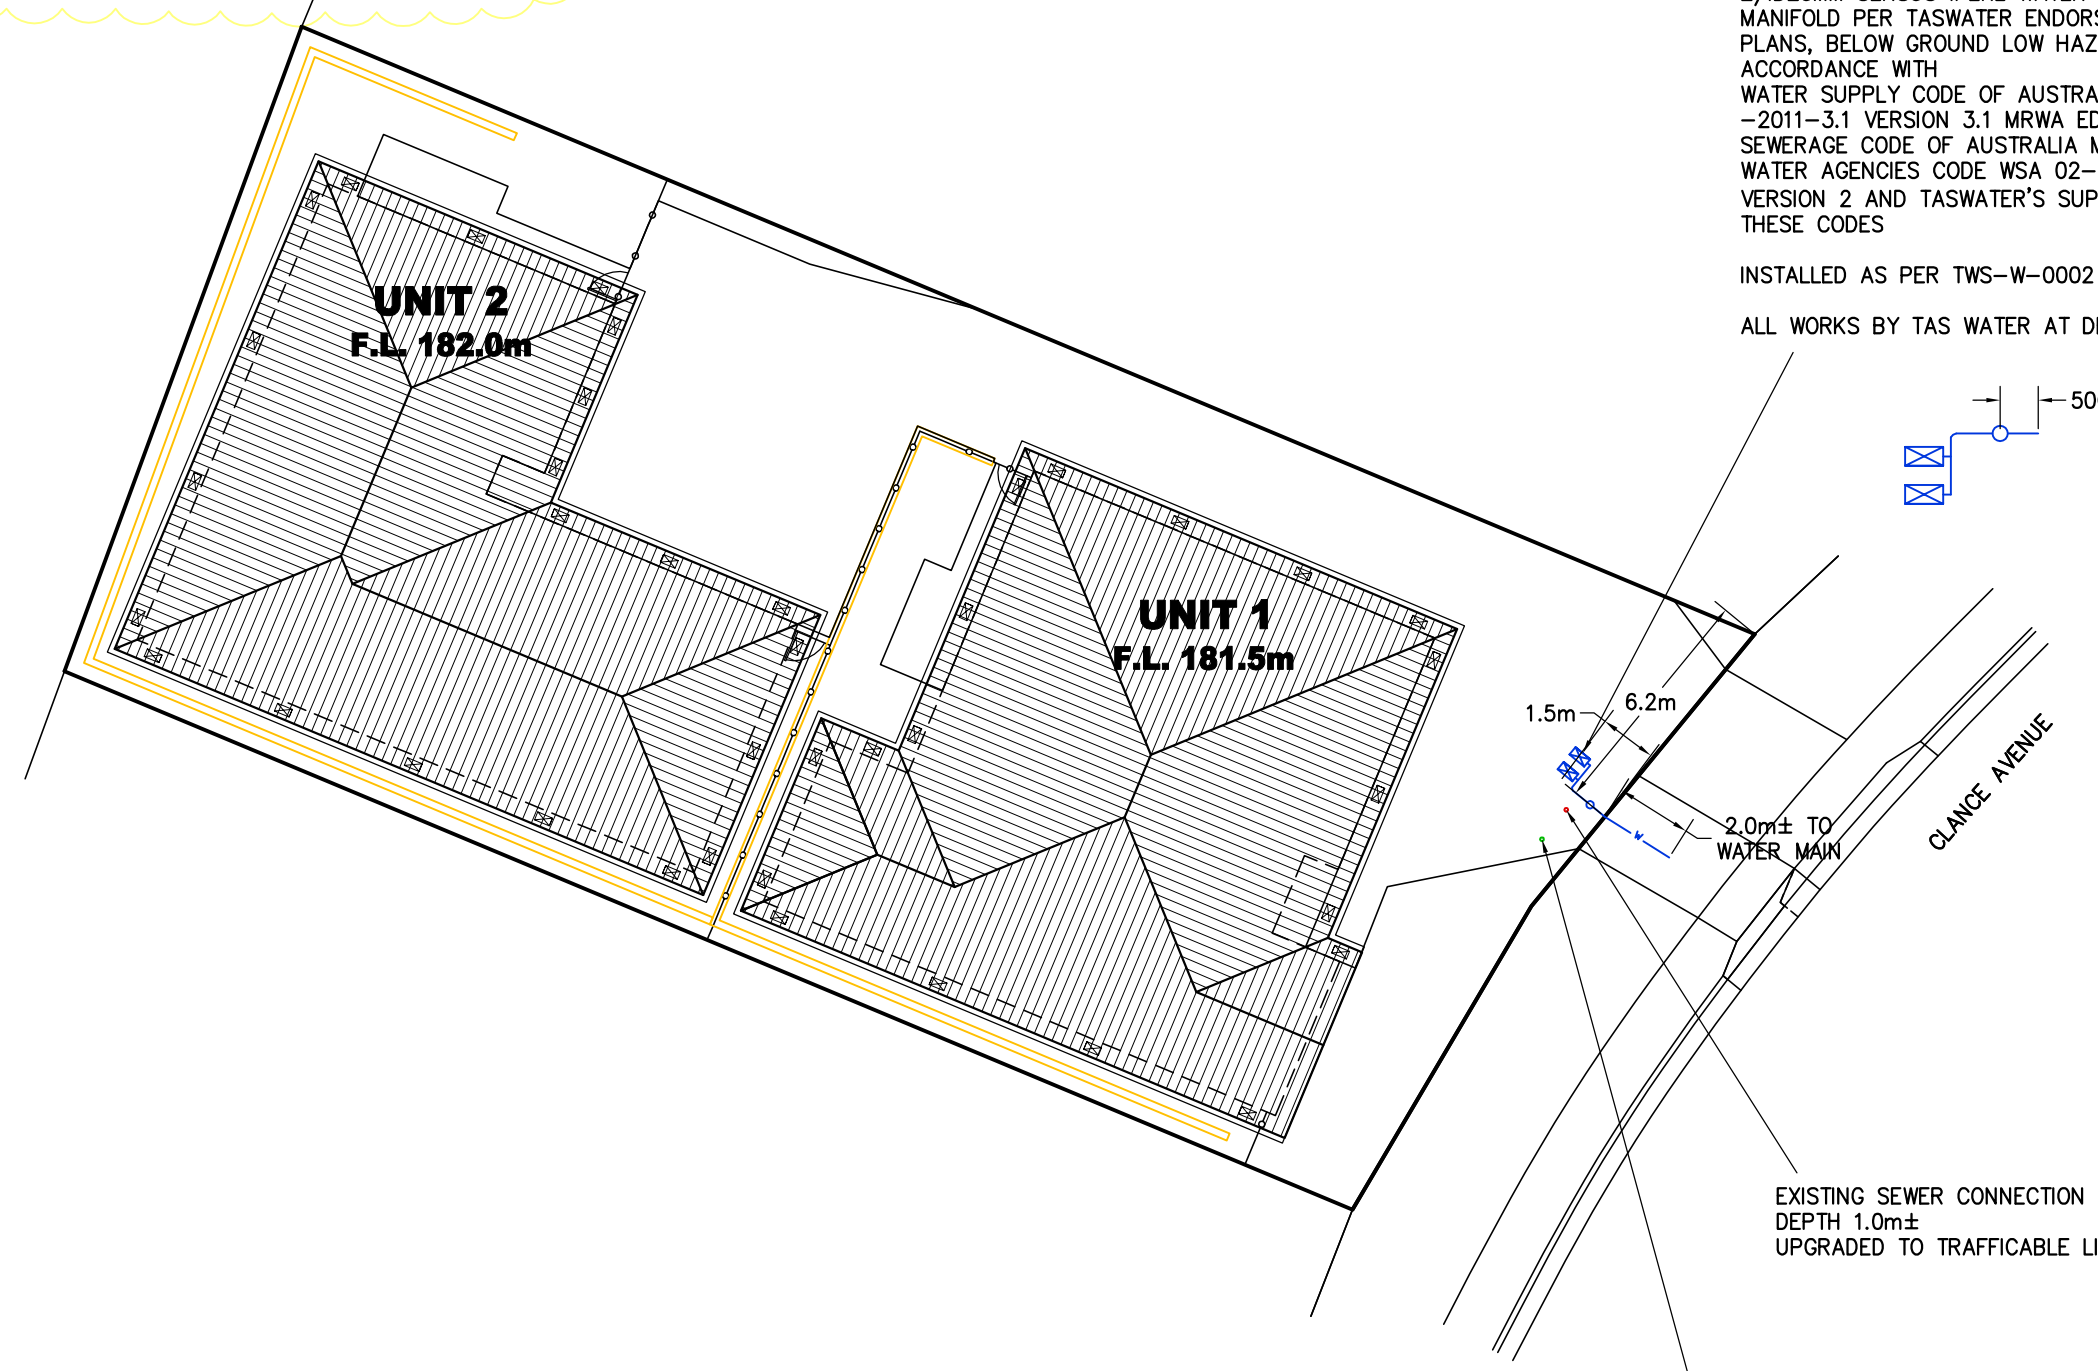 MANIFOLD PER TASWATER ENDORS
PLANS, BELOW GROUND LOW HAZ
ACCORDANCE WITH
WATER SUPPLY CODE OF AUSTRA
-2011-3.1 VERSION 3.1 MRWA ED
SEWERAGE CODE OF AUSTRALIA M
WATER AGENCIES CODE WSA 02-
VERSION 2 AND TASWATER'S SUP
THESE CODES
INSTALLED AS PER TWS-W-0002
ALL WORKS BY TAS WATER AT D
50
UNIT 2
F.L. 182.0m
UNIT 1
F.L. 181.5m
1.5m
6.2m
CLANCE AVENUE
W
2.0m± TO
WATER MAIN
EXISTING SEWER CONNECTION
DEPTH 1.0m±
UPGRADED TO TRAFFICABLE LI